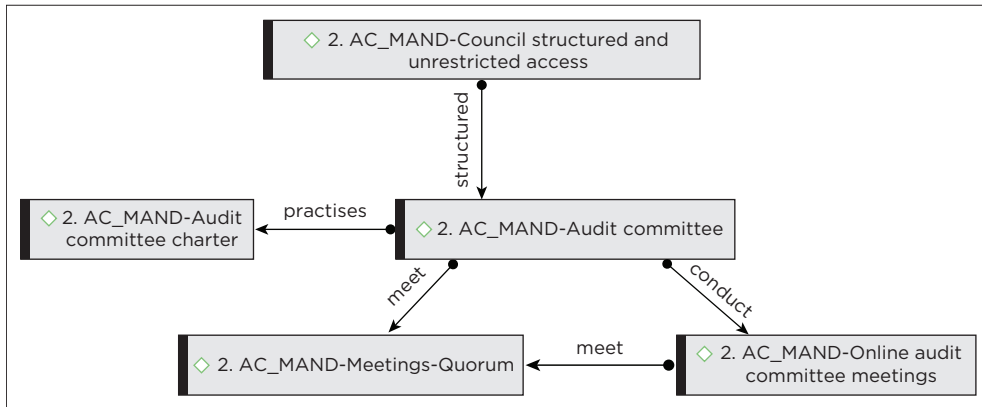 2. AC_MAND-Council structured and
unrestricted access
structured
2. AC_MAND-Audit
committee charter
practises
2. AC_MAND-Audit committee
meet
conduct
2. AC_MAND-Meetings-Quorum
meet
2. AC_MAND-Online audit
committee meetings